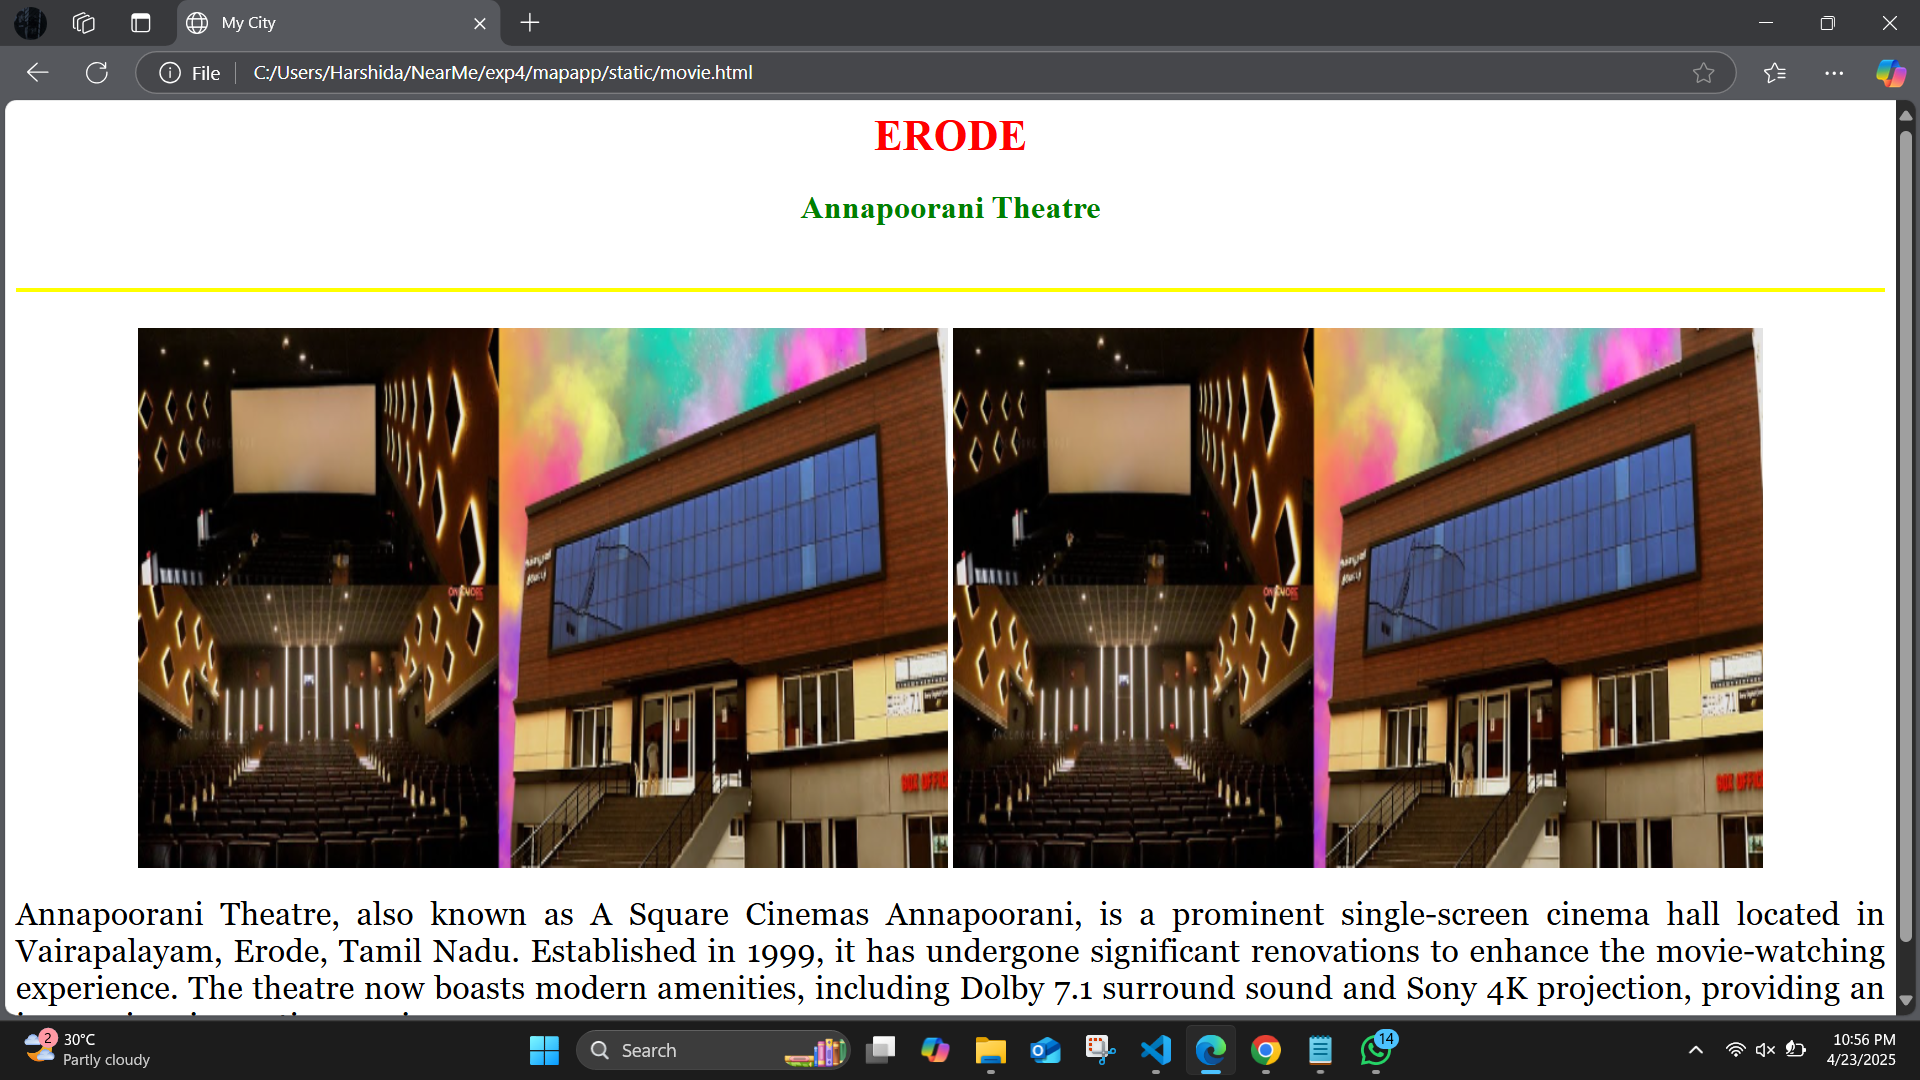 My City
File
C:/Users/Harshida/NearMe/exp4/mapapp/static/movie.html
ERODE
Annapoorani Theatre
BOX OFFIC
BOX OFFIC
Annapoorani Theatre, also known as A Square Cinemas Annapoorani, is a prominent single-screen cinema hall located in
Vairapalayam, Erode, Tamil Nadu. Established in 1999, it has undergone significant renovations to enhance the movie-watching
experience. The theatre now boasts modern amenities, including Dolby 7.1 surround sound and Sony 4K projection, providing an
2
30°C
Partly cloudy
Search
14
10:56 PM
4/23/2025